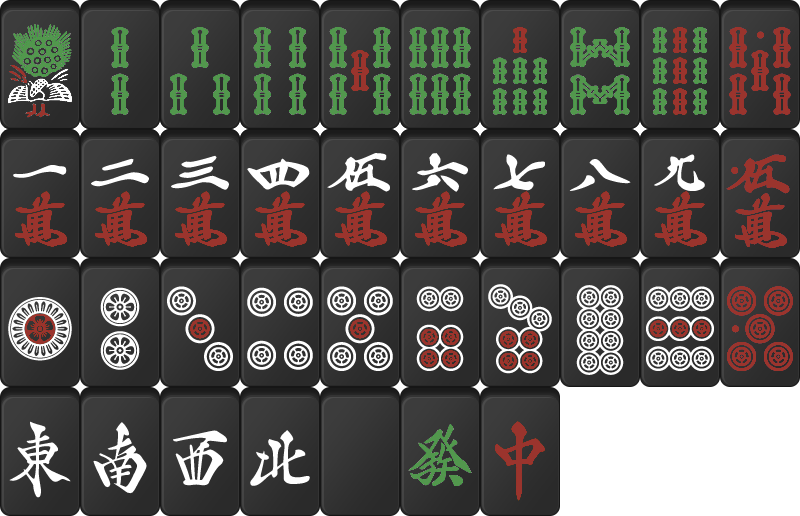 一 二 三 四 伍 六 七 八 九 伍
萬 萬 萬 萬 萬 萬 萬 萬 萬 萬
東 南 西 北 發 中